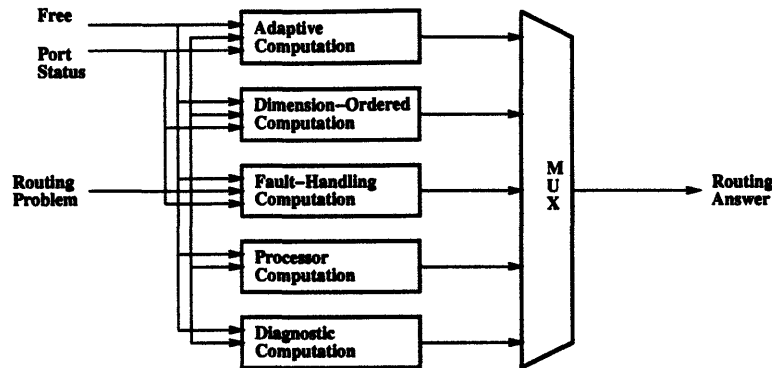 Free
Port
Status
Routing
Problem
Adaptive
Computation
Dimension-Ordered
Computation
Fault-Handling
Computation
Processor
Computation
Diagnostic
Computation
M
U
X
Routing
Answer